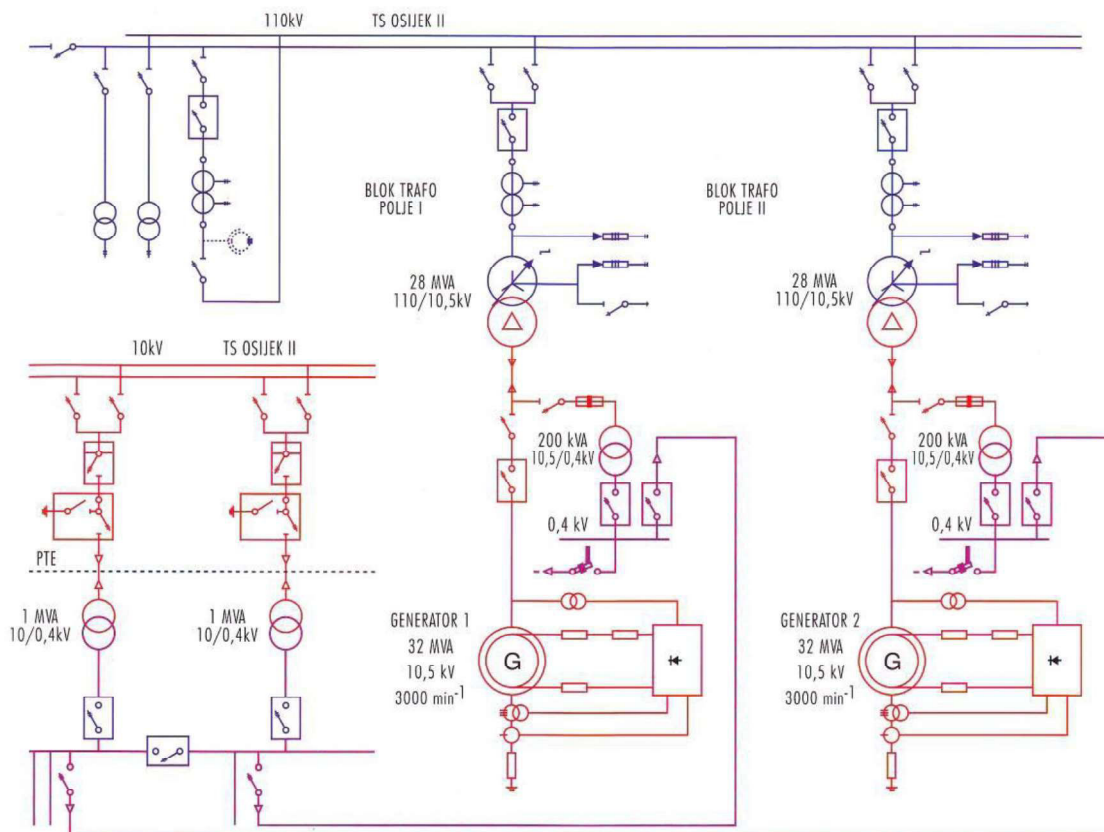 110kV TS OSIJEK II
BLOK TRAFO
POLJE I
BLOK TRAFO
POLJE II
28 MVA
110/10,5kV
28 MVA
110/10,5kV
10kV TS OSIJEK II
200 kVA
10,5/0,4kV
200 kVA
10,5/0,4kV
0,4 kV
0,4 kV
PTE
1 MVA
10/0,4kV
1 MVA
10/0,4kV
GENERATOR 1
32 MVA
10,5 kV
3000 min⁻¹
G
GENERATOR 2
32 MVA
10,5 kV
3000 min⁻¹
G